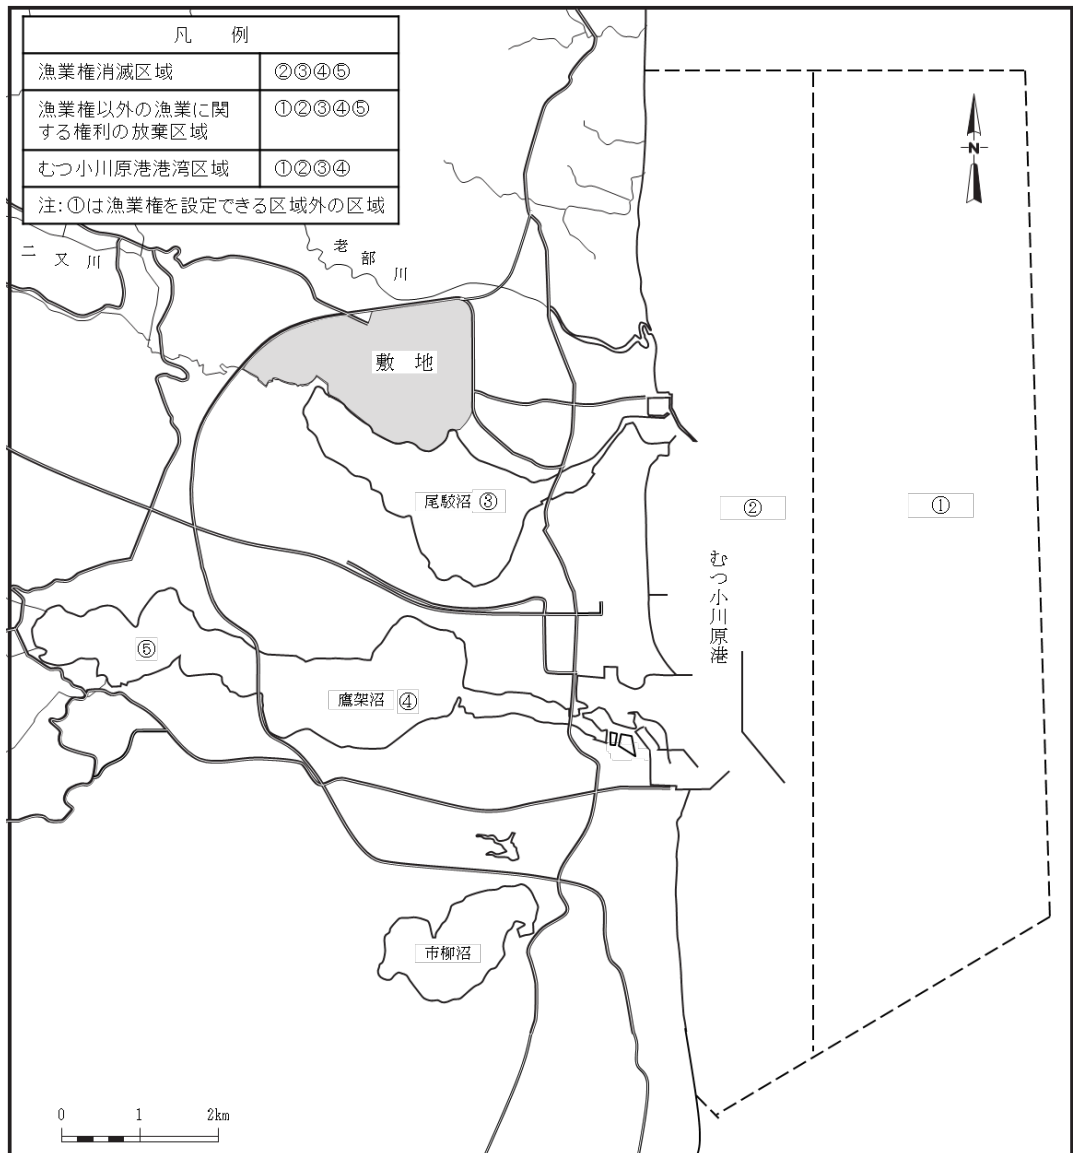 凡　例
漁業権消滅区域　②③④⑤
漁業権以外の漁業に関　①②③④⑤
する権利の放棄区域
むつ小川原港港湾区域　①②③④
注：①は漁業権を設定できる区域外の区域
N
二又川
老部川
敷　地
尾駮沼 ③
②
①
むつ小川原港
⑤
鷹架沼 ④
市柳沼
0　1　2km